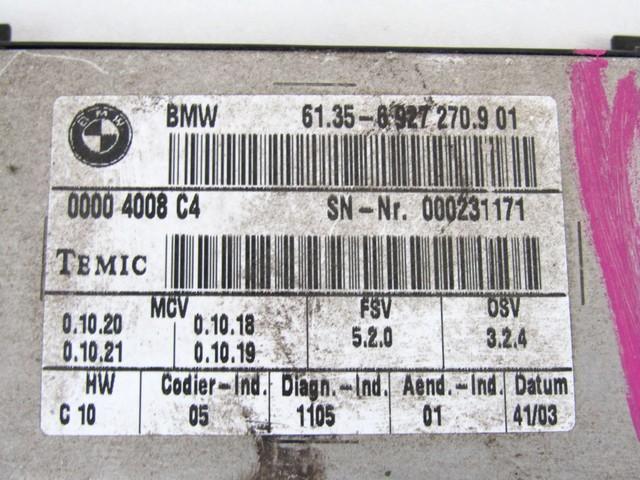 BMW
BMW 61.35-6 927 270.9 01
0000 4008 C4 SN-Nr. 000231171
TEMIC
MCV FSV OSV
0.10.20 0.10.18 5.2.0 3.2.4
0.10.21 0.10.19
HW Codier-Ind. Diagn.-Ind. Aend.-Ind. Datum
C 10 05 1105 01 41/03